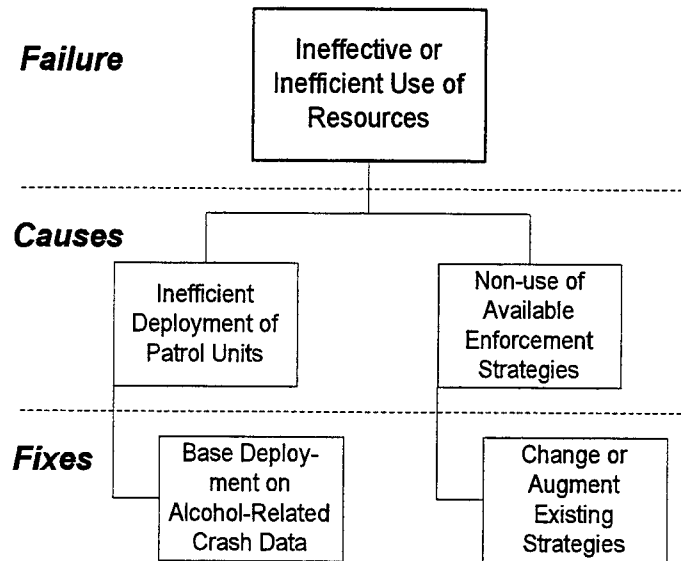 Failure
Ineffective or
Inefficient Use of
Resources
Causes
Inefficient
Deployment of
Patrol Units
Non-use of
Available
Enforcement
Strategies
Fixes
Base Deploy-
ment on
Alcohol-Related
Crash Data
Change or
Augment
Existing
Strategies